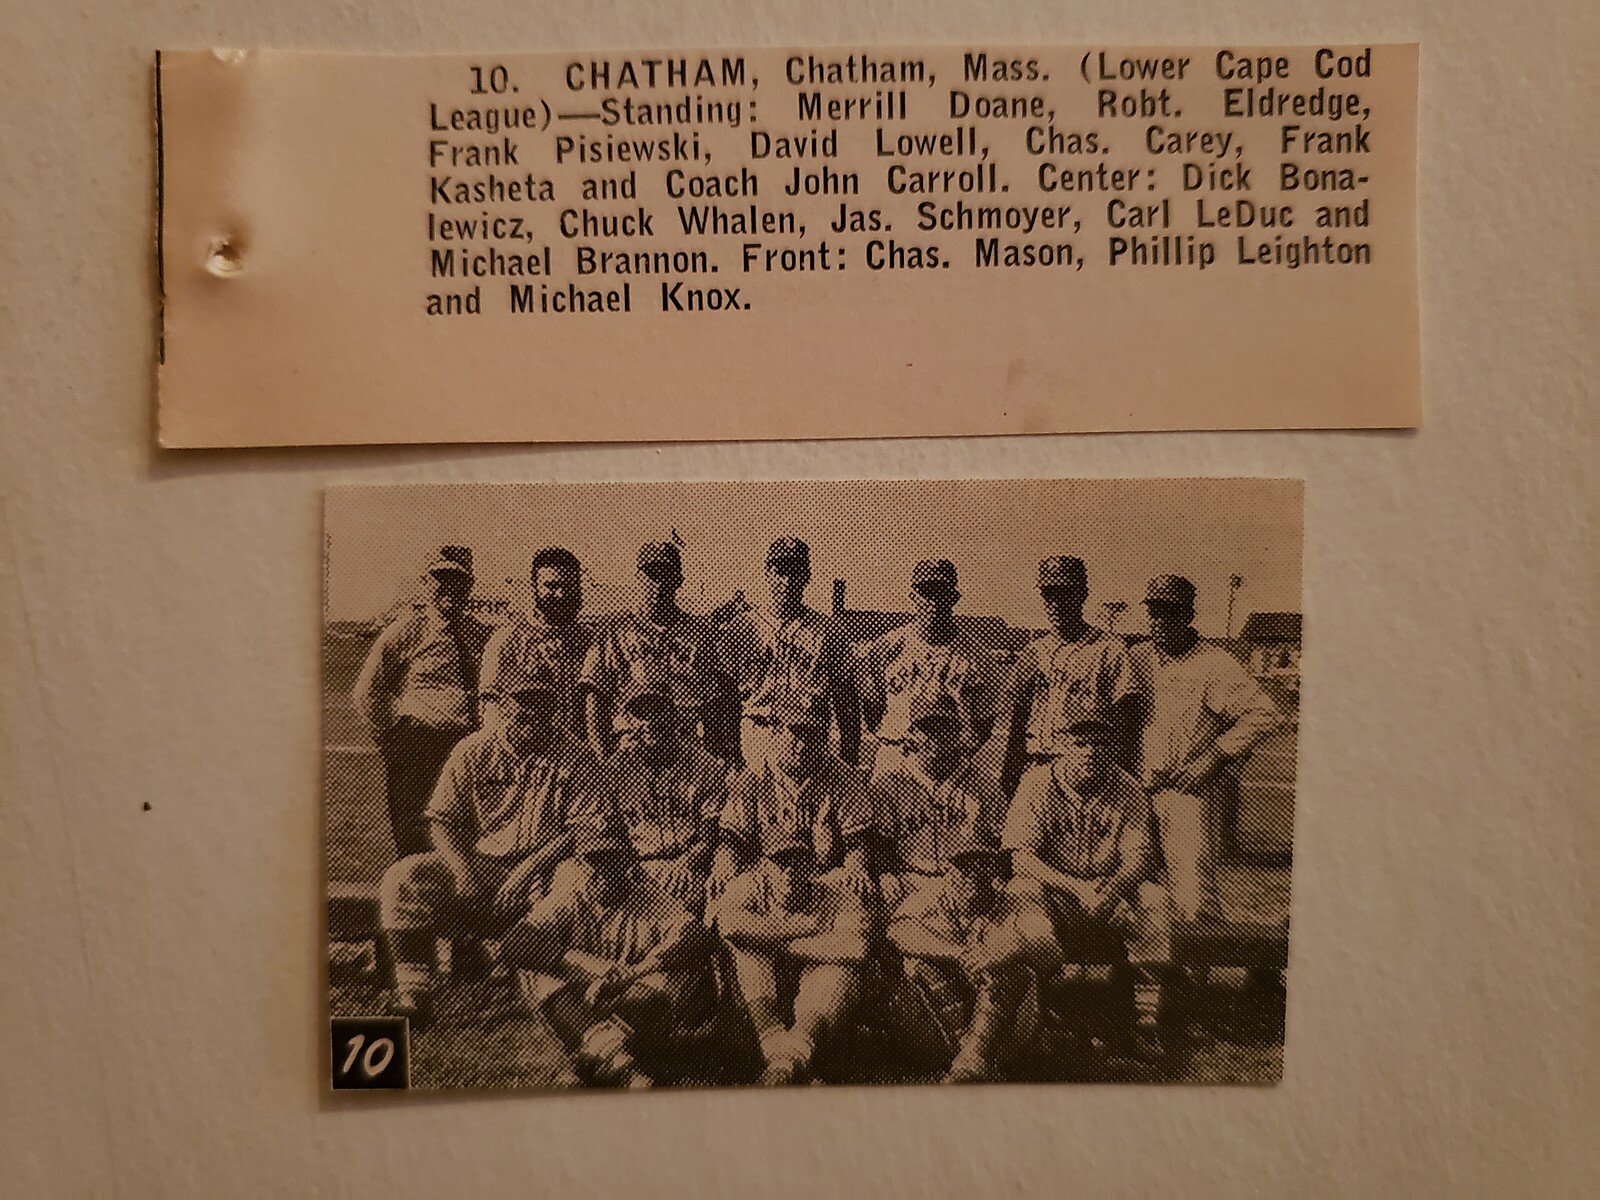 10. CHATHAM, Chatham, Mass. (Lower Cape Cod
League)—Standing: Merrill Doane, Robt. Eldredge,
Frank Pisiewski, David Lowell, Chas. Carey, Frank
Kasheta and Coach John Carroll. Center: Dick Bona-
lewicz, Chuck Whalen, Jas. Schmoyer, Carl LeDuc and
Michael Brannon. Front: Chas. Mason, Phillip Leighton
and Michael Knox.
10